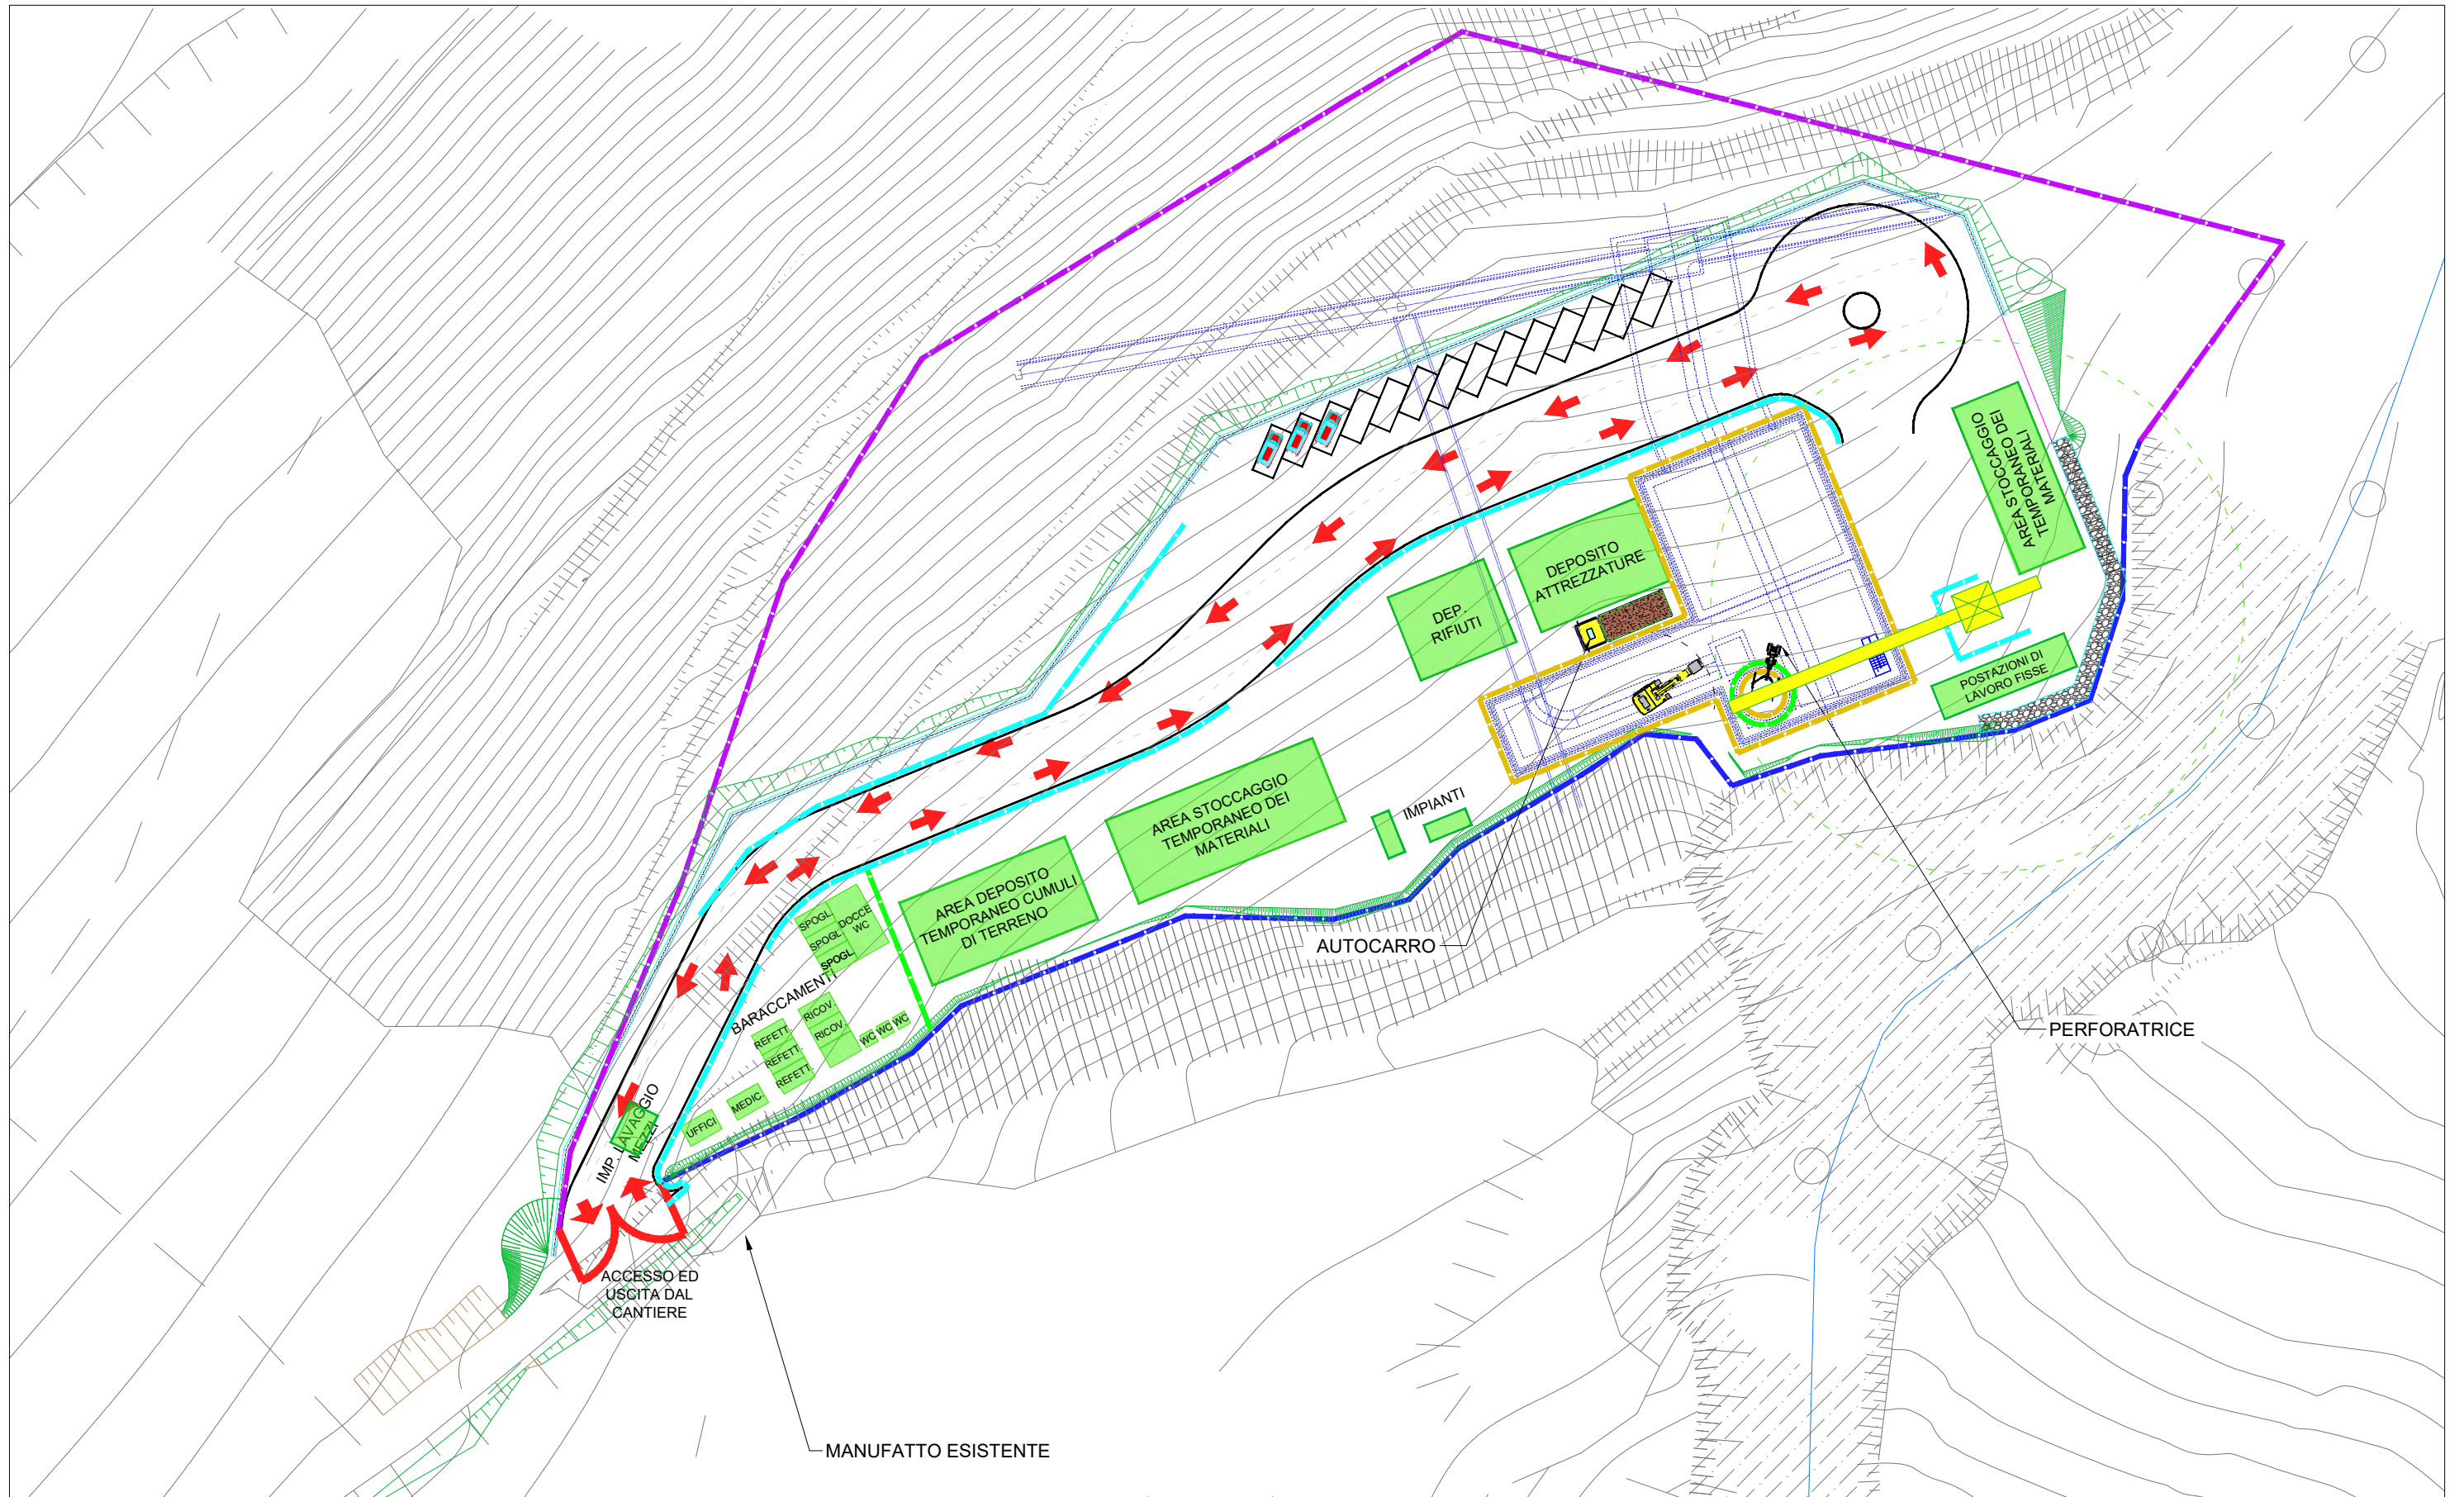 AREA STOCCAGGIO
TEMPORANEO DEI
MATERIALI
DEPOSITO
ATTREZZATURE
DEP.
RIFIUTI
POSTAZIONI DI
LAVORO FISSE
AREA STOCCAGGIO
TEMPORANEO DEI
MATERIALI
IMPIANTI
AREA DEPOSITO
TEMPORANEO CUMULI
DI TERRENO
SPOGL.
SPOGL.
SPOGL.
DOCCE
WC
AUTOCARRO
BARACCAMENTI
RICOV.
RICOV.
REFETT.
REFETT.
REFETT.
WC
WC
WC
PERFORATRICE
MEDIC.
UFFICI
IMP. LAVAGGIO
MEZZI
ACCESSO ED
USCITA DAL
CANTIERE
MANUFATTO ESISTENTE